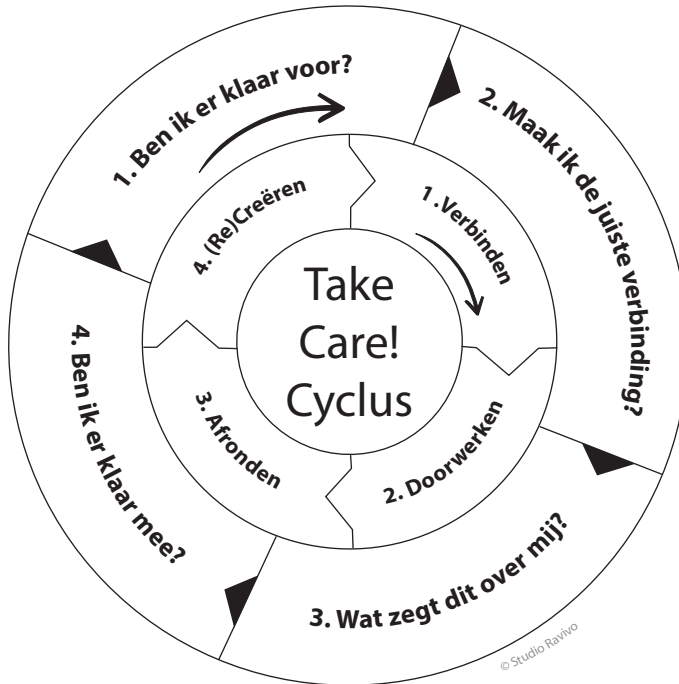 1. Ben ik er klaar voor?
2. Maak ik de juiste verbinding?
3. Wat zegt dit over mij?
4. Ben ik er klaar mee?
1 .Verbinden
2. Doorwerken
3. Afronden
4. (Re)Creëren
Take
Care!
Cyclus
© Studio Ravivo